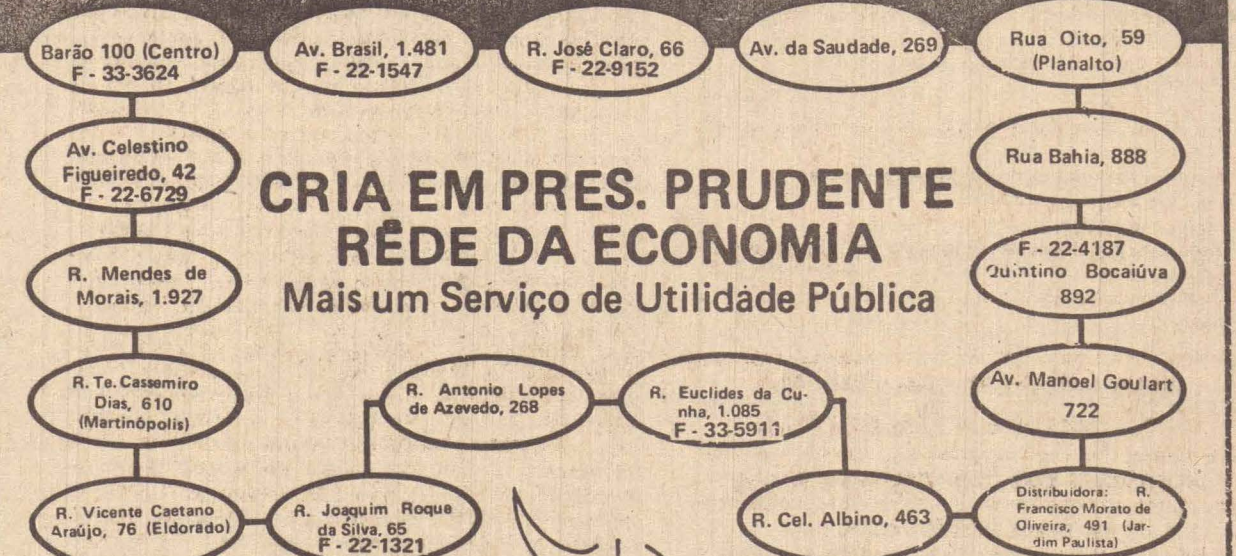 Barão 100 (Centro)
F - 33-3624
Av. Brasil, 1.481
F - 22-1547
R. José Claro, 66
F - 22-9152
Av. da Saudade, 269
Rua Oito, 59
(Planalto)
Av. Celestino
Figueiredo, 42
F - 22-6729
Rua Bahia, 888
CRIA EM PRES. PRUDENTE
RÊDE DA ECONOMIA
Mais um Serviço de Utilidade Pública
R. Mendes de
Morais, 1.927
F - 22-4187
Quintino Bocaiúva
892
R. Te. Cassemiro
Dias, 610
(Martinópolis)
R. Antonio Lopes
de Azevedo, 268
R. Euclides da Cu-
nha, 1.085
F - 33-5911
Av. Manoel Goulart
722
R. Vicente Caetano
Araújo, 76 (Eldorado)
R. Joaquim Roque
da Silva, 65
F - 22-1321
R. Cel. Albino, 463
Distribuidora: R.
Francisco Morato de
Oliveira, 491 (Jar-
dim Paulista)